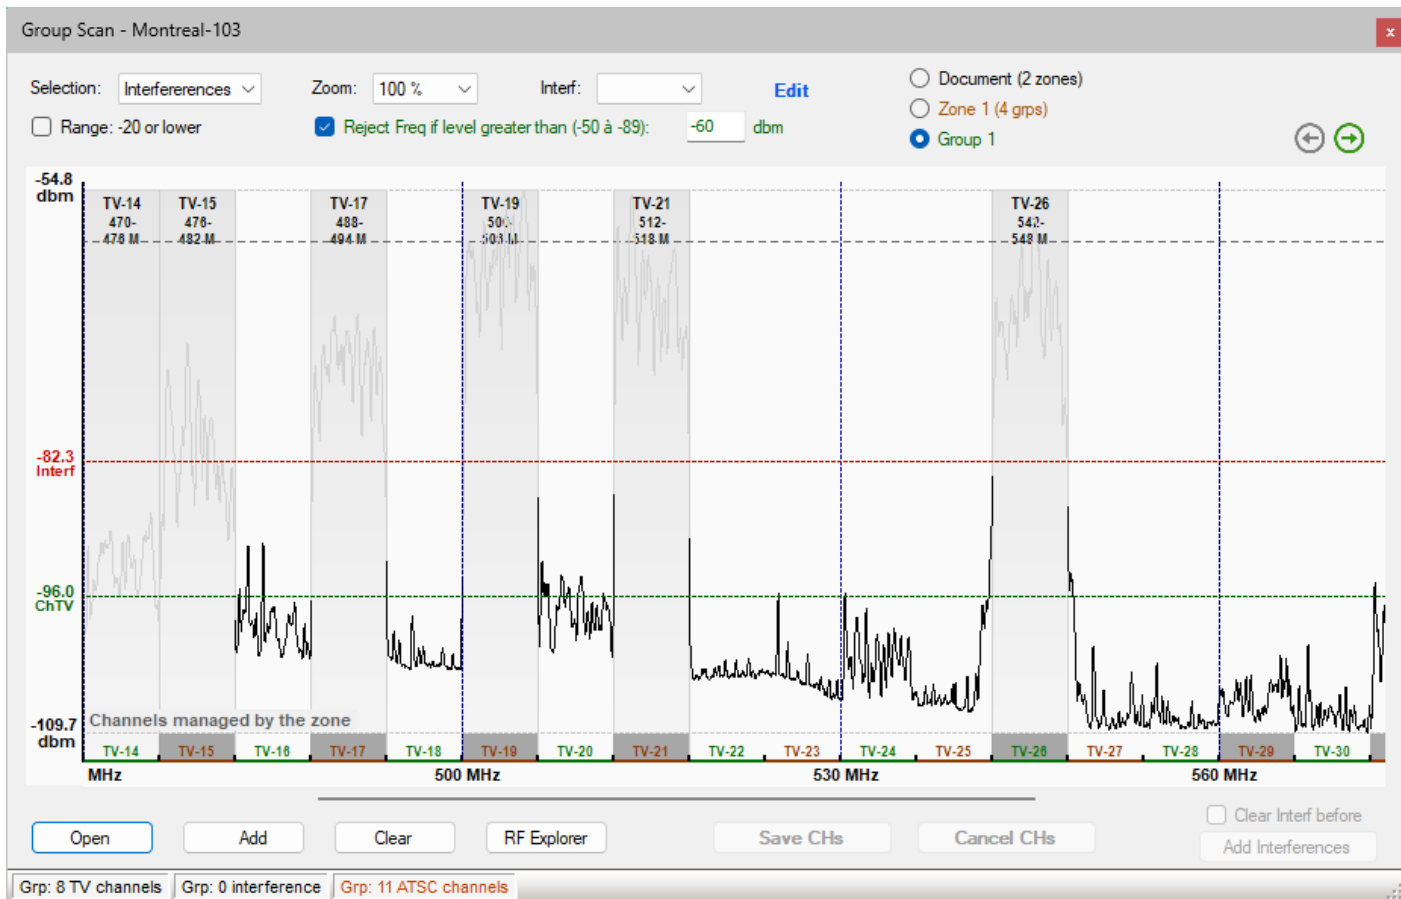 Group Scan - Montreal-103
x
Selection: Interfererences Zoom: 100 % Interf: Edit
Document (2 zones)
Zone 1 (4 grps)
Group 1
Range: -20 or lower
Reject Freq if level greater than (-50 à -89): -60 dbm
-54.8
dbm
TV-14
470-
476 M
TV-15
476-
482 M
TV-17
488-
494 M
TV-19
500-
503 M
TV-21
512-
518 M
TV-26
542-
548 M
-82.3
Interf
-96.0
ChTV
-109.7
dbm
Channels managed by the zone
TV-14 TV-15 TV-16 TV-17 TV-18 TV-19 TV-20 TV-21 TV-22 TV-23 TV-24 TV-25 TV-26 TV-27 TV-28 TV-29 TV-30
MHz 500 MHz 530 MHz 560 MHz
Open Add Clear RF Explorer Save CHs Cancel CHs
Clear Interf before
Add Interferences
Grp: 8 TV channels Grp: 0 interference Grp: 11 ATSC channels